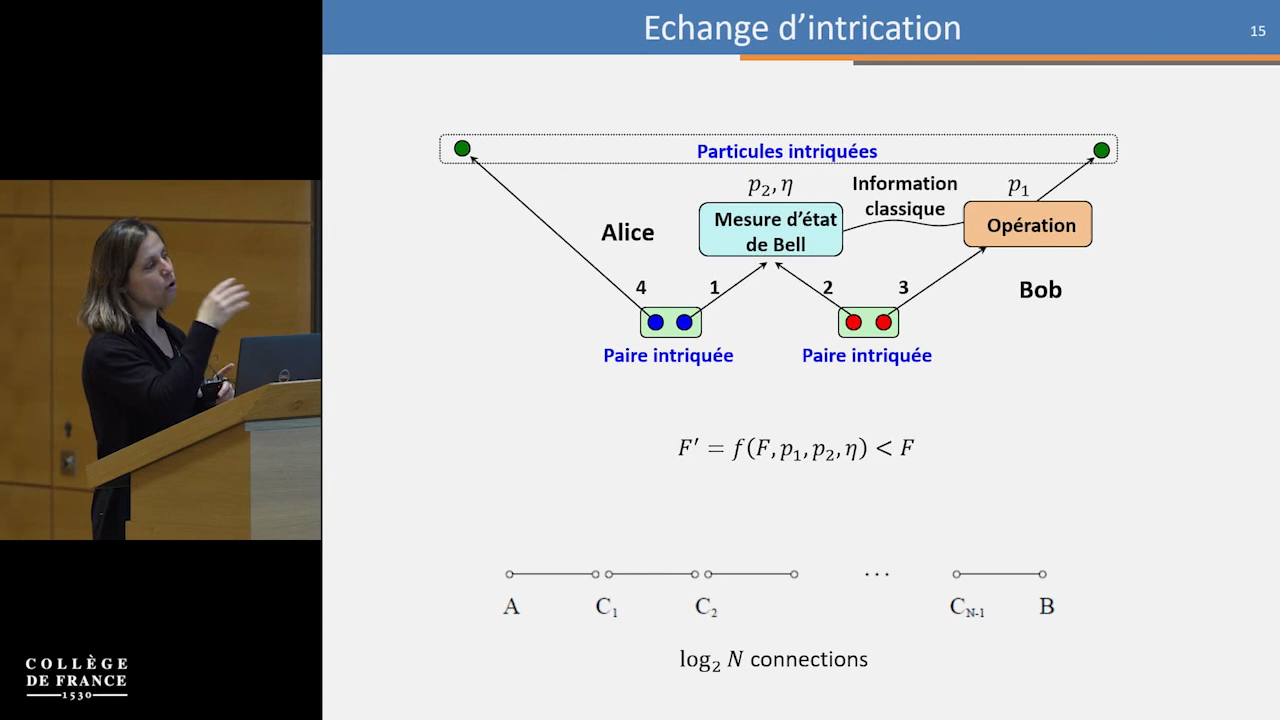 Echange d'intrication
15
Particules intriquées
p₂, η
Information
classique
p₁
Alice
Mesure d'état
de Bell
Opération
4
1
2
3
Bob
Paire intriquée
Paire intriquée
F′ = f(F, p₁, p₂, η) < F
A
C₁
C₂
...
C_N-1
B
log₂ N connections
COLLÈGE
DE FRANCE
1530